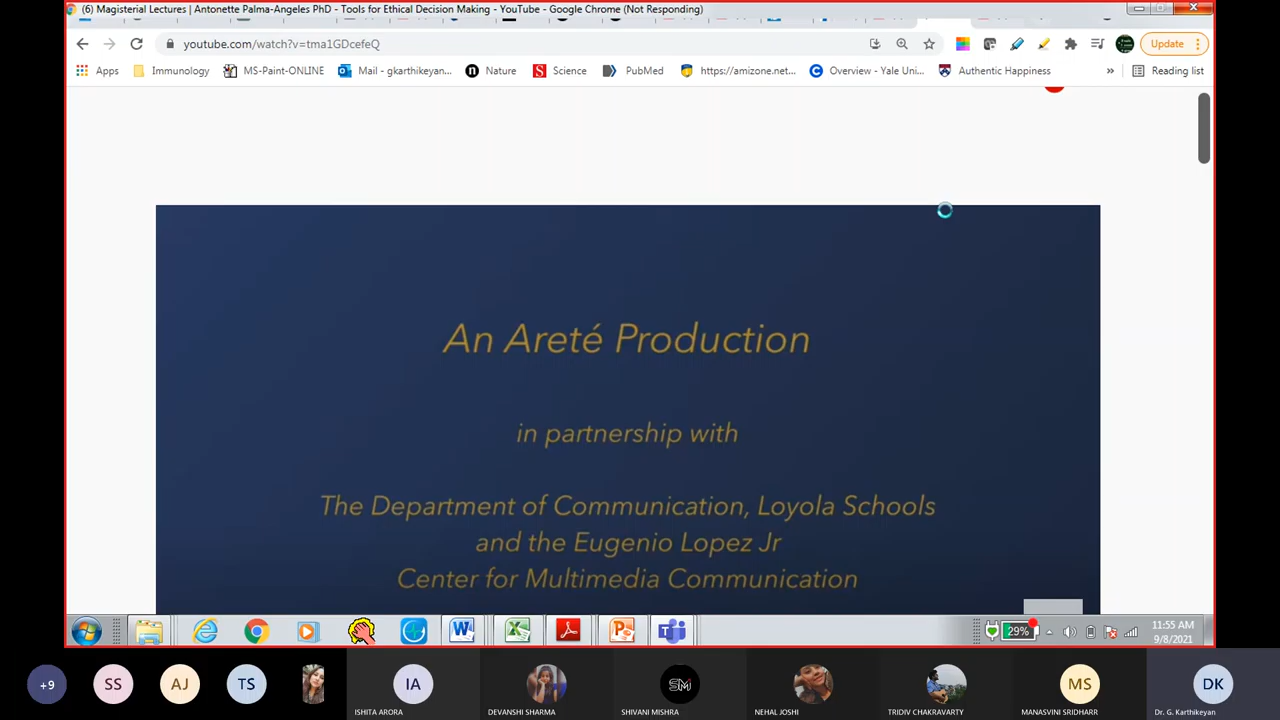 (6) Magisterial Lectures | Antonette Palma-Angeles PhD - Tools for Ethical Decision Making - YouTube - Google Chrome (Not Responding)
youtube.com/watch?v=tma1GDcefeQ
Update
Apps
Immunology
MS-Paint-ONLINE
Mail - gkarthikeyan...
Nature
Science
PubMed
https://amizone.net...
Overview - Yale Uni...
Authentic Happiness
»
Reading list
An Areté Production
in partnership with
The Department of Communication, Loyola Schools
and the Eugenio Lopez Jr
Center for Multimedia Communication
29%
11:55 AM
9/8/2021
+9
SS
AJ
TS
IA
SM
MS
DK
ISHITA ARORA
DEVANSHI SHARMA
SHIVANI MISHRA
NEHAL JOSHI
TRIDIV CHAKRAVARTY
MANASVINI SRIDHARR
Dr. G. Karthikeyan